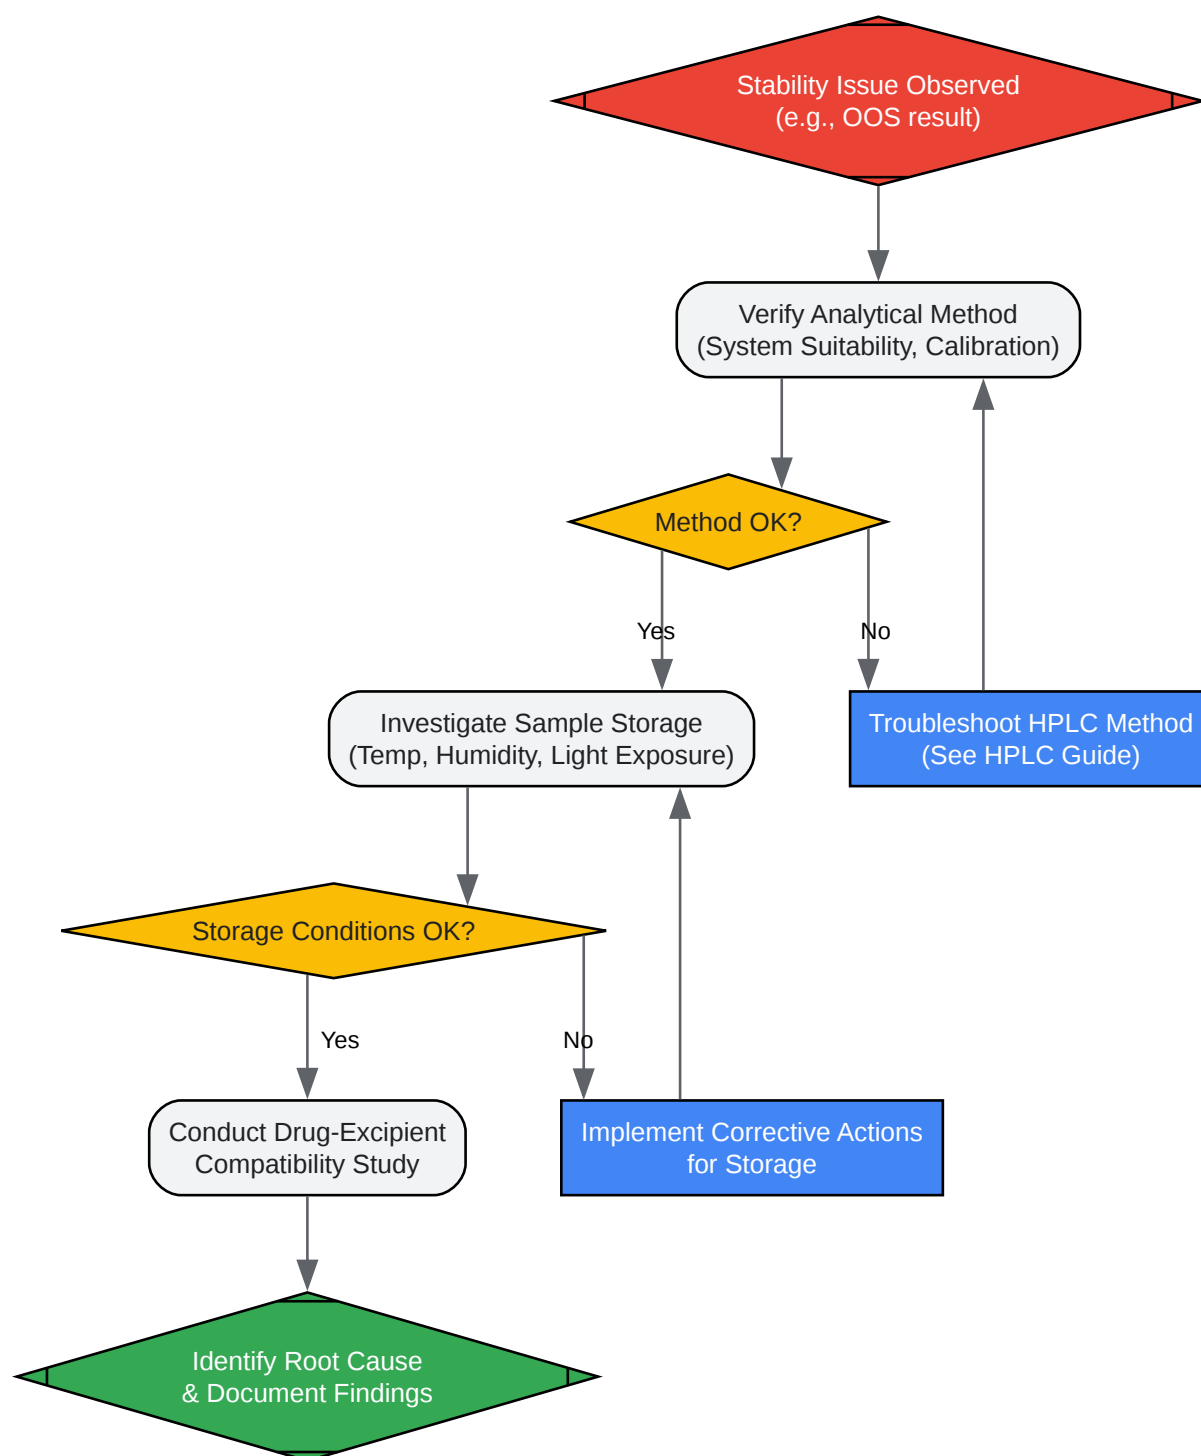 Stability Issue Observed
(e.g., OOS result)
Verify Analytical Method
(System Suitability, Calibration)
Method OK?
Yes
No
Investigate Sample Storage
(Temp, Humidity, Light Exposure)
Troubleshoot HPLC Method
(See HPLC Guide)
Storage Conditions OK?
Yes
No
Conduct Drug-Excipient
Compatibility Study
Implement Corrective Actions
for Storage
Identify Root Cause
& Document Findings